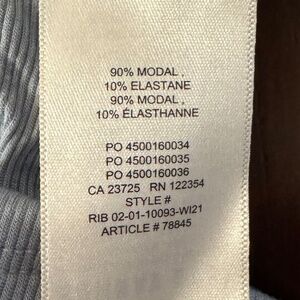 90% MODAL ,
10% ELASTANE
90% MODAL ,
10% ÉLASTHANNE
PO 4500160034
PO 4500160035
PO 4500160036
CA 23725 RN 122354
STYLE #
RIB 02-01-10093-WI21
ARTICLE # 78845